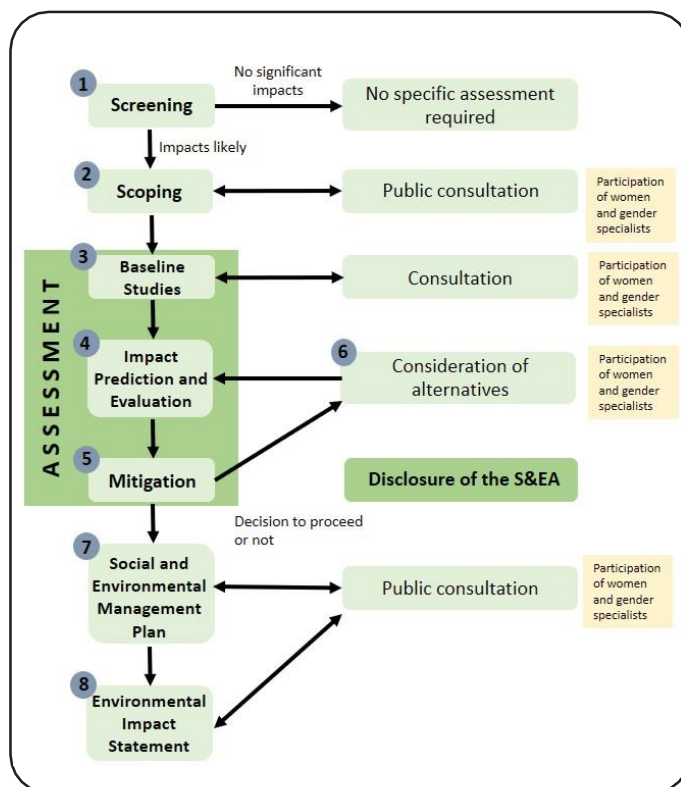 1
Screening
No significant
impacts
No specific assessment
required
Impacts likely
2
Scoping
Public consultation
Participation
of women
and gender
specialists
ASSESSMENT
3
Baseline
Studies
Consultation
Participation
of women
and gender
specialists
4
Impact
Prediction and
Evaluation
6
Consideration of
alternatives
Participation
of women
and gender
specialists
5
Mitigation
Disclosure of the S&EA
Decision to proceed
or not
7
Social and
Environmental
Management
Plan
Public consultation
Participation
of women
and gender
specialists
8
Environmental
Impact
Statement